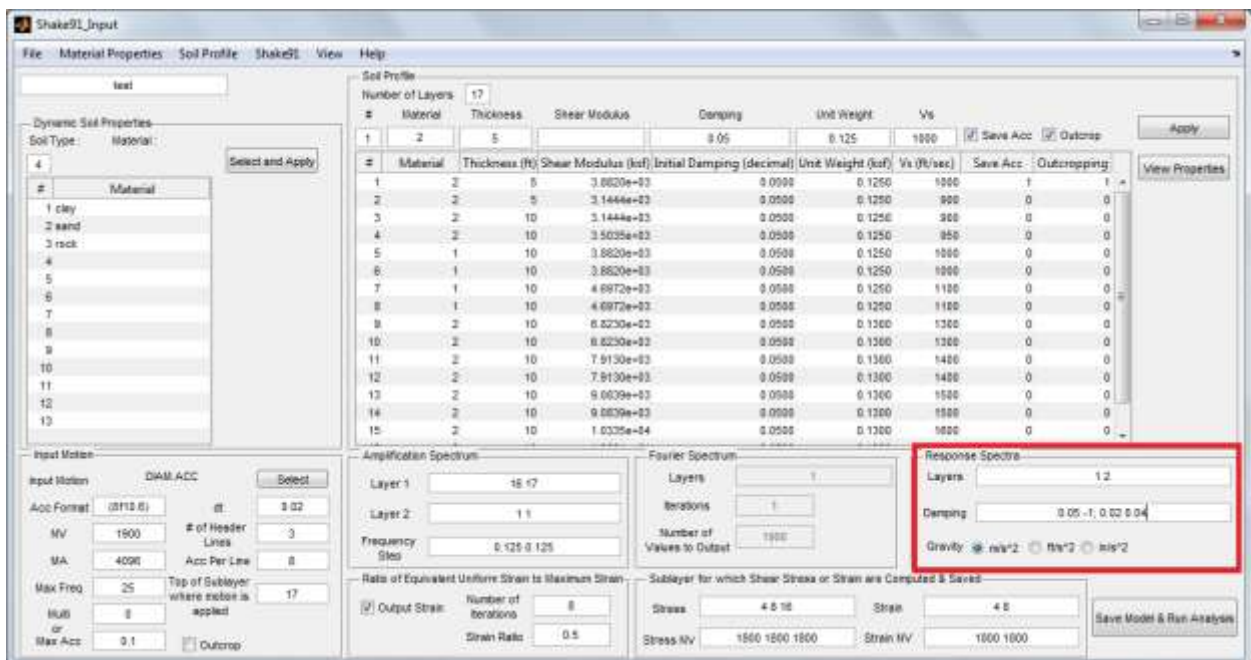 Shake91_Input
File Material Properties Soil Profile Shake91 View Help
test
Dynamic Soil Properties
Soil Type: Material:
4
Select and Apply
# Material
1 clay
2 sand
3 rock
4
5
6
7
8
9
10
11
12
13
Soil Profile
Number of Layers 17
# Material Thickness Shear Modulus Damping Unit Weight Vs
1 2 5 0.05 0.125 1000 Save Acc Outcrop
Apply
View Properties
# Material Thickness (ft) Shear Modulus (ksf) Initial Damping (decimal) Unit Weight (kcf) Vs (ft/sec) Save Acc Outcropping
1 2 5 3.8820e+03 0.0500 0.1250 1000 1 1
2 2 5 3.1444e+03 0.0500 0.1250 900 0 0
3 2 10 3.1444e+03 0.0500 0.1250 900 0 0
4 2 10 3.5035e+03 0.0500 0.1250 950 0 0
5 1 10 3.8820e+03 0.0500 0.1250 1000 0 0
6 1 10 3.8820e+03 0.0500 0.1250 1000 0 0
7 1 10 4.6972e+03 0.0500 0.1250 1100 0 0
8 1 10 4.6972e+03 0.0500 0.1250 1100 0 0
9 2 10 6.8230e+03 0.0500 0.1300 1300 0 0
10 2 10 6.8230e+03 0.0500 0.1300 1300 0 0
11 2 10 7.9130e+03 0.0500 0.1300 1400 0 0
12 2 10 7.9130e+03 0.0500 0.1300 1400 0 0
13 2 10 9.0839e+03 0.0500 0.1300 1500 0 0
14 2 10 9.0839e+03 0.0500 0.1300 1500 0 0
15 2 10 1.0335e+04 0.0500 0.1300 1600 0 0
Input Motion
Input Motion DIAM.ACC Select
Acc Format (8f10.6) dt 0.02
NV 1900 # of Header Lines 3
MA 4096 Acc Per Line 8
Max Freq 25 Top of Sublayer where motion is applied 17
Multi 0
or
Max Acc 0.1 Outcrop
Amplification Spectrum
Layer 1 16 17
Layer 2 1 1
Frequency Step 0.125 0.125
Fourier Spectrum
Layers 1
Iterations 1
Number of Values to Output 1900
Response Spectra
Layers 1 2
Damping 0.05 -1; 0.02 0.04
Gravity m/s^2 ft/s^2 in/s^2
Ratio of Equivalent Uniform Strain to Maximum Strain
Output Strain Number of Iterations 8
Strain Ratio 0.5
Sublayer for which Shear Stress or Strain are Computed & Saved
Stress 4 8 16 Strain 4 8
Stress NV 1800 1800 1800 Strain NV 1800 1800
Save Model & Run Analysis